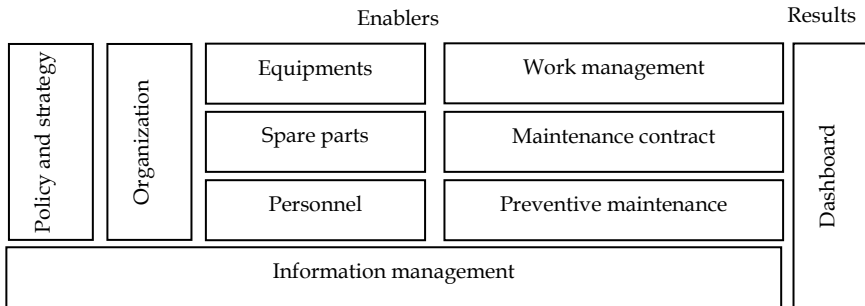 Enablers
Results
Policy and strategy
Organization
Equipments
Work management
Spare parts
Maintenance contract
Personnel
Preventive maintenance
Dashboard
Information management